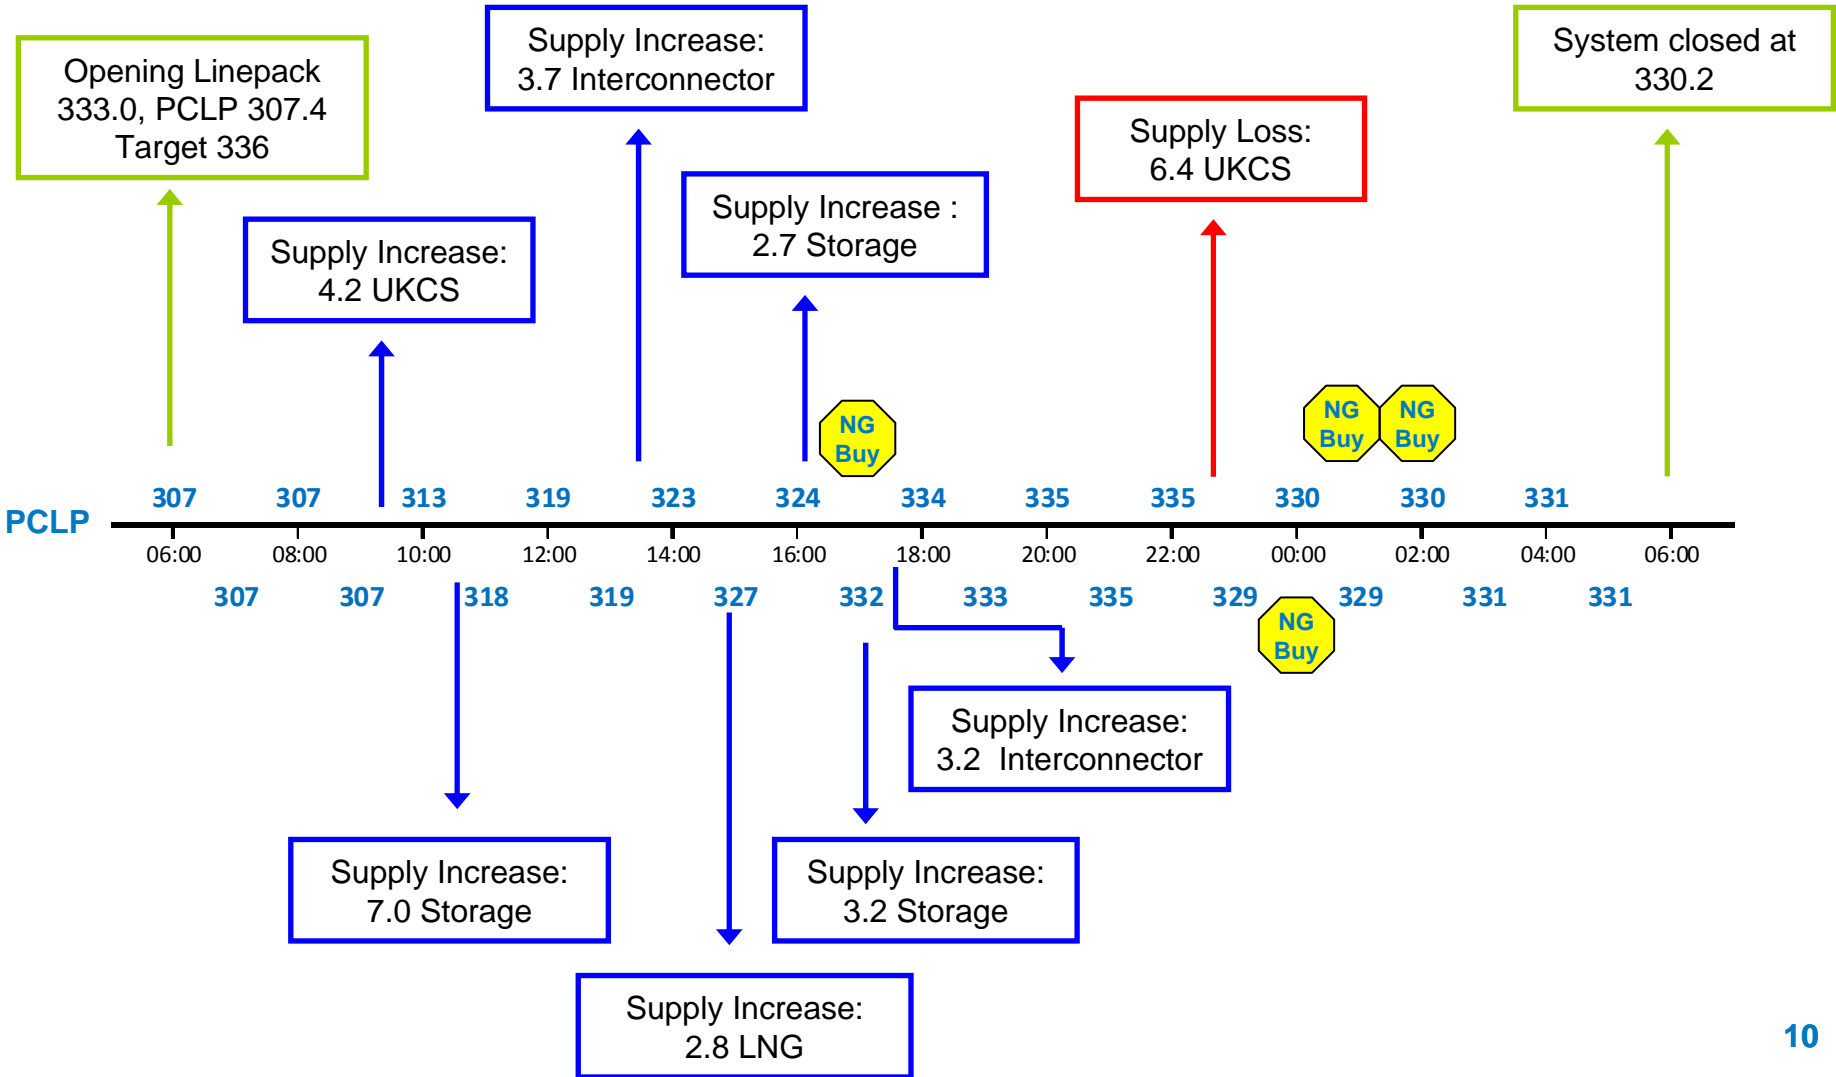 Opening Linepack
333.0, PCLP 307.4
Target 336
Supply Increase:
3.7 Interconnector
System closed at
330.2
Supply Loss:
6.4 UKCS
Supply Increase :
2.7 Storage
Supply Increase:
4.2 UKCS
NG
Buy
NG
Buy
NG
Buy
307 307 313 319 323 324 334 335 335 330 330 331
PCLP
06:00 08:00 10:00 12:00 14:00 16:00 18:00 20:00 22:00 00:00 02:00 04:00 06:00
307 307 318 319 327 332 333 335 329 329 331 331
NG
Buy
Supply Increase:
3.2 Interconnector
Supply Increase:
7.0 Storage
Supply Increase:
3.2 Storage
Supply Increase:
2.8 LNG
10